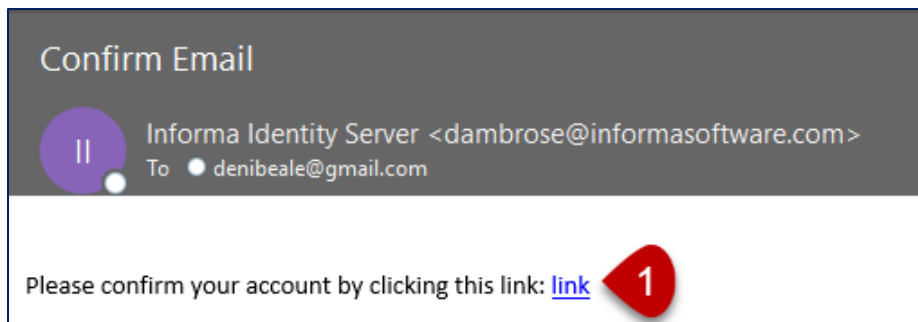 Confirm Email
II
Informa Identity Server <dambrose@informasoftware.com>
To denibeale@gmail.com
Please confirm your account by clicking this link: link
1